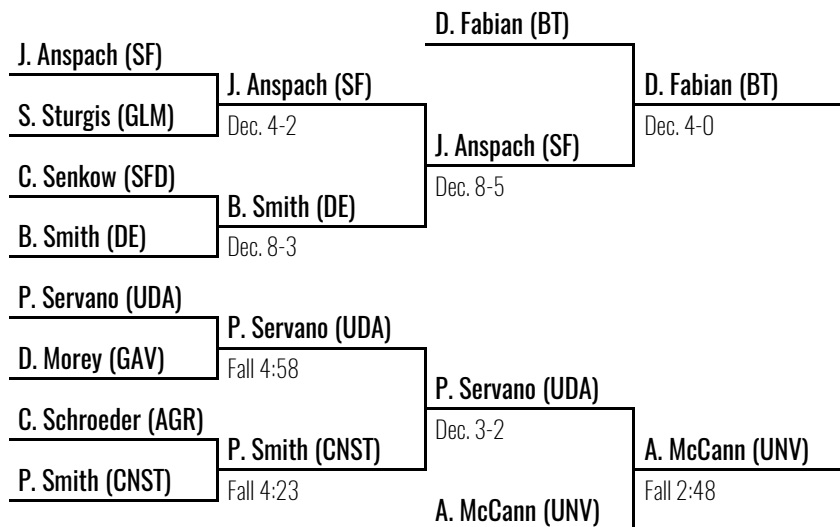 D. Fabian (BT)
J. Anspach (SF)
J. Anspach (SF)
D. Fabian (BT)
S. Sturgis (GLM)
Dec. 4-2
Dec. 4-0
J. Anspach (SF)
C. Senkow (SFD)
Dec. 8-5
B. Smith (DE)
B. Smith (DE)
Dec. 8-3
P. Servano (UDA)
P. Servano (UDA)
D. Morey (GAV)
Fall 4:58
P. Servano (UDA)
C. Schroeder (AGR)
Dec. 3-2
P. Smith (CNST)
A. McCann (UNV)
P. Smith (CNST)
Fall 4:23
Fall 2:48
A. McCann (UNV)